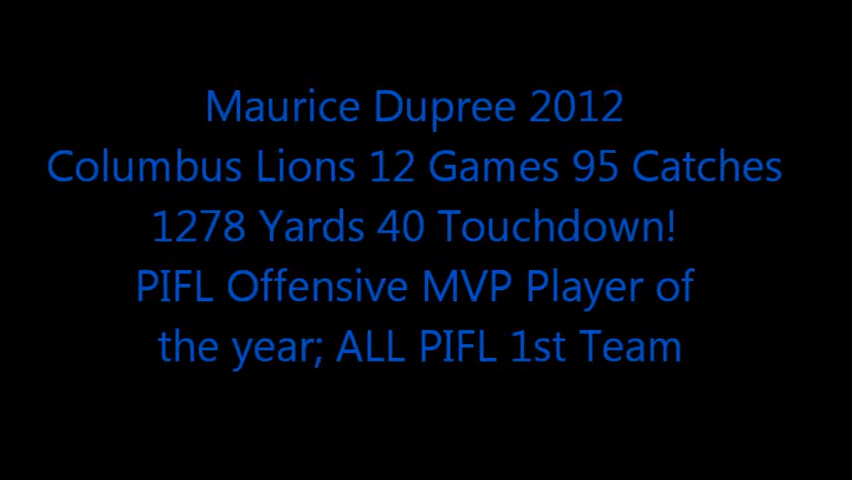 Maurice Dupree 2012
Columbus Lions 12 Games 95 Catches
1278 Yards 40 Touchdown!
PIFL Offensive MVP Player of
the year; ALL PIFL 1st Team